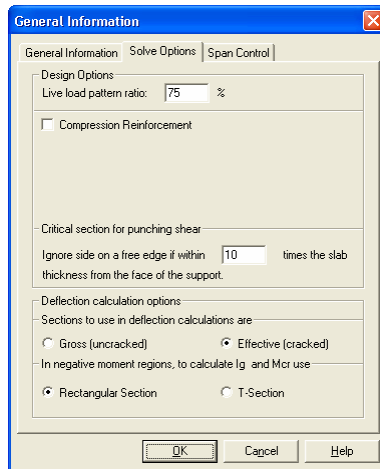 General Information
General Information Solve Options Span Control
Design Options
Live load pattern ratio: 75 %
Compression Reinforcement
Critical section for punching shear
Ignore side on a free edge if within 10 times the slab
thickness from the face of the support.
Deflection calculation options
Sections to use in deflection calculations are
Gross (uncracked) Effective (cracked)
In negative moment regions, to calculate Ig and Mcr use
Rectangular Section T-Section
OK Cancel Help